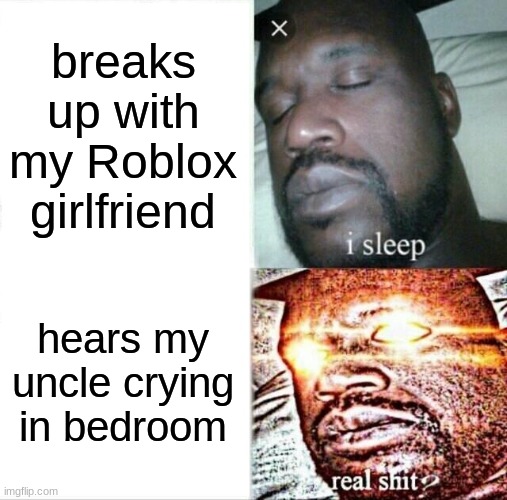 breaks
up with
my Roblox
girlfriend
i sleep
hears my
uncle crying
in bedroom
real shit?
imgflip.com